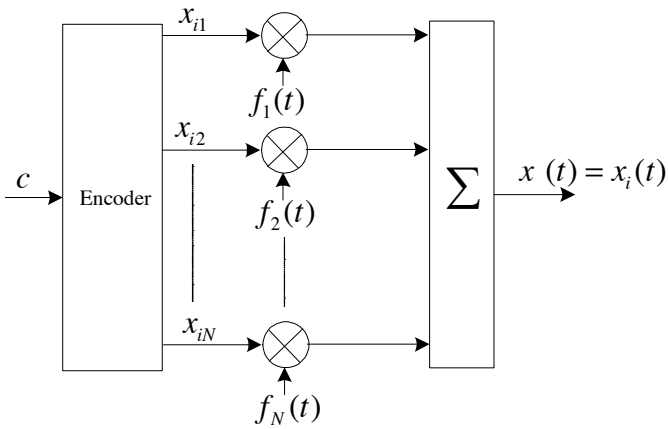 x_{i1}
f_1(t)
x_{i2}
c
Encoder
f_2(t)
Σ
x (t) = x_i(t)
x_{iN}
f_N(t)